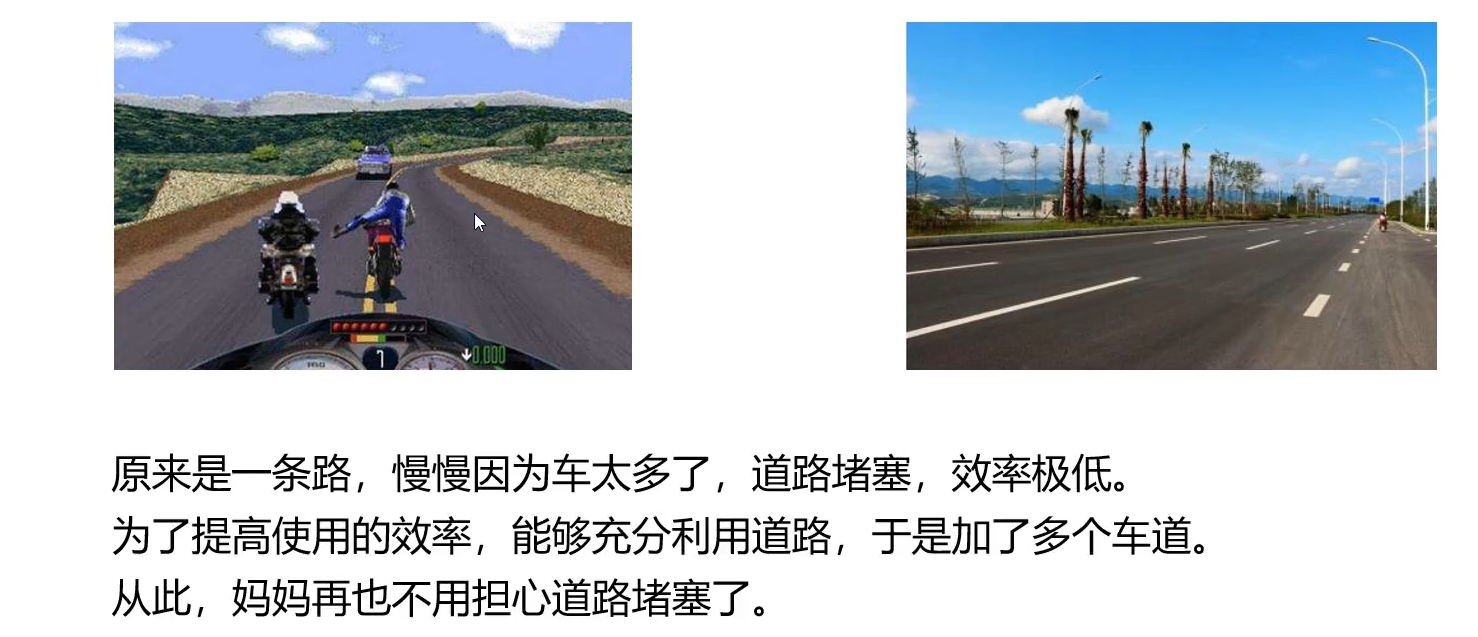 7
0.000
原来是一条路，慢慢因为车太多了，道路堵塞，效率极低。
为了提高使用的效率，能够充分利用道路，于是加了多个车道。
从此，妈妈再也不用担心道路堵塞了。